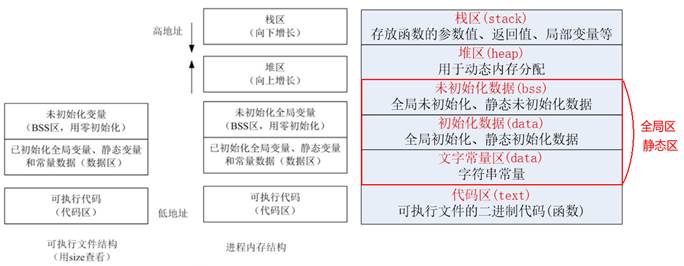 未初始化变量
（BSS区，用零初始化）
已初始化全局变量、静态变量
和常量数据（数据区）
可执行代码
（代码区）
可执行文件结构
（用size查看）
高地址
低地址
栈区
（向下增长）
堆区
（向上增长）
未初始化全局变量
（BSS区，用零初始化）
已初始化全局变量、静态变量
和常量数据（数据区）
可执行代码
（代码区）
进程内存结构
栈区(stack)
存放函数的参数值、返回值、局部变量等
堆区(heap)
用于动态内存分配
未初始化数据(bss)
全局未初始化、静态未初始化数据
初始化数据(data)
全局初始化、静态初始化数据
文字常量区(data)
字符串常量
代码区(text)
可执行文件的二进制代码(函数)
全局区
静态区